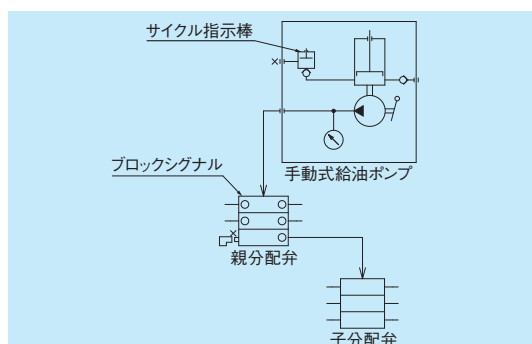 サイクル指示棒
手動式給油ポンプ
ブロックシグナル
親分配弁
子分配弁